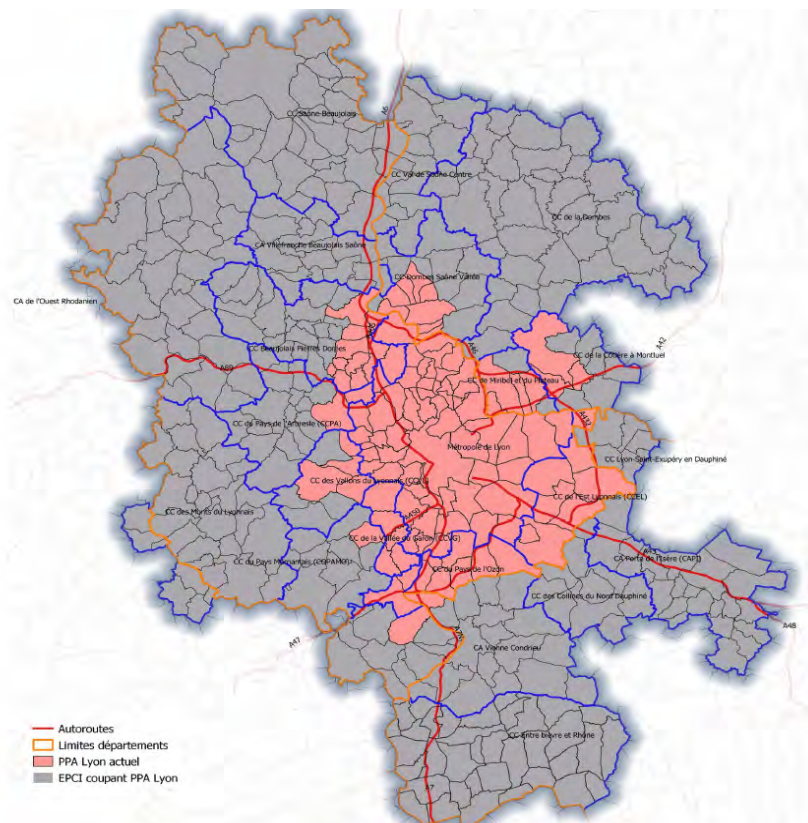 A6
CC Saône-Beaujolais
CC Val de Saône Centre
CC de la Dombes
CA Villefranche Beaujolais Saône
CC Dombes Saône Vallée
CA de l'Ouest Rhodanien
A42
CC Beaujolais Pierres Dorées
CC de la Côtière à Montluel
A46
A89
CC de Miribel et du Plateau
A432
CC du Pays de l'Arbresle (CCPA)
Métropole de Lyon
CC Lyon-Saint-Exupéry en Dauphiné
CC des Vallons du Lyonnais (CCVL)
CC de l'Est Lyonnais (CCEL)
CC des Monts du Lyonnais
A450
CC de la Vallée du Garon (CCVG)
A43
CA Porte de l'Isère (CAPI)
CC du Pays Mornantais (COPAMO)
CC du Pays de l'Ozon
CC des Collines du Nord Dauphiné
A48
A47
CA Vienne Condrieu
Autoroutes
Limites départements
PPA Lyon actuel
EPCI coupant PPA Lyon
CC Entre bièvre et Rhône
A7